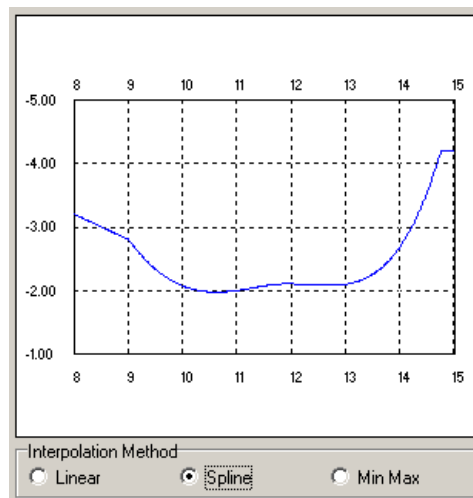 8 9 10 11 12 13 14 15
-5.00
-4.00
-3.00
-2.00
-1.00
8 9 10 11 12 13 14 15
Interpolation Method
Linear Spline Min Max